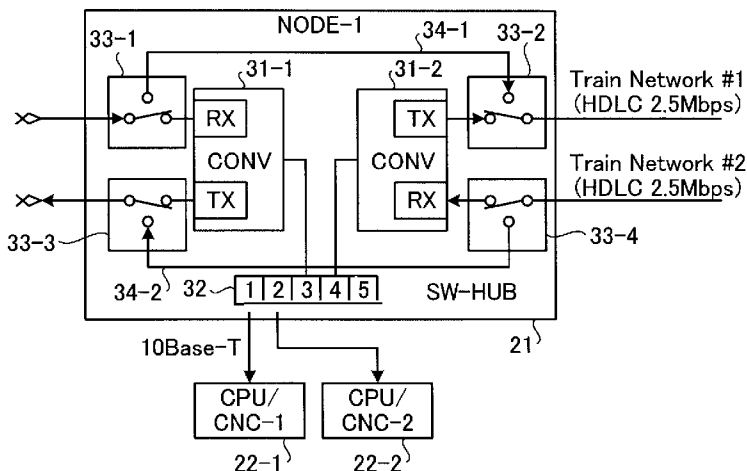 NODE-1
33-1
34-1
33-2
31-1
31-2
Train Network #1
(HDLC 2.5Mbps)
RX
TX
CONV
CONV
Train Network #2
(HDLC 2.5Mbps)
TX
RX
33-3
33-4
34-2
32
1 2 3 4 5
SW-HUB
10Base-T
21
CPU/
CNC-1
CPU/
CNC-2
22-1
22-2